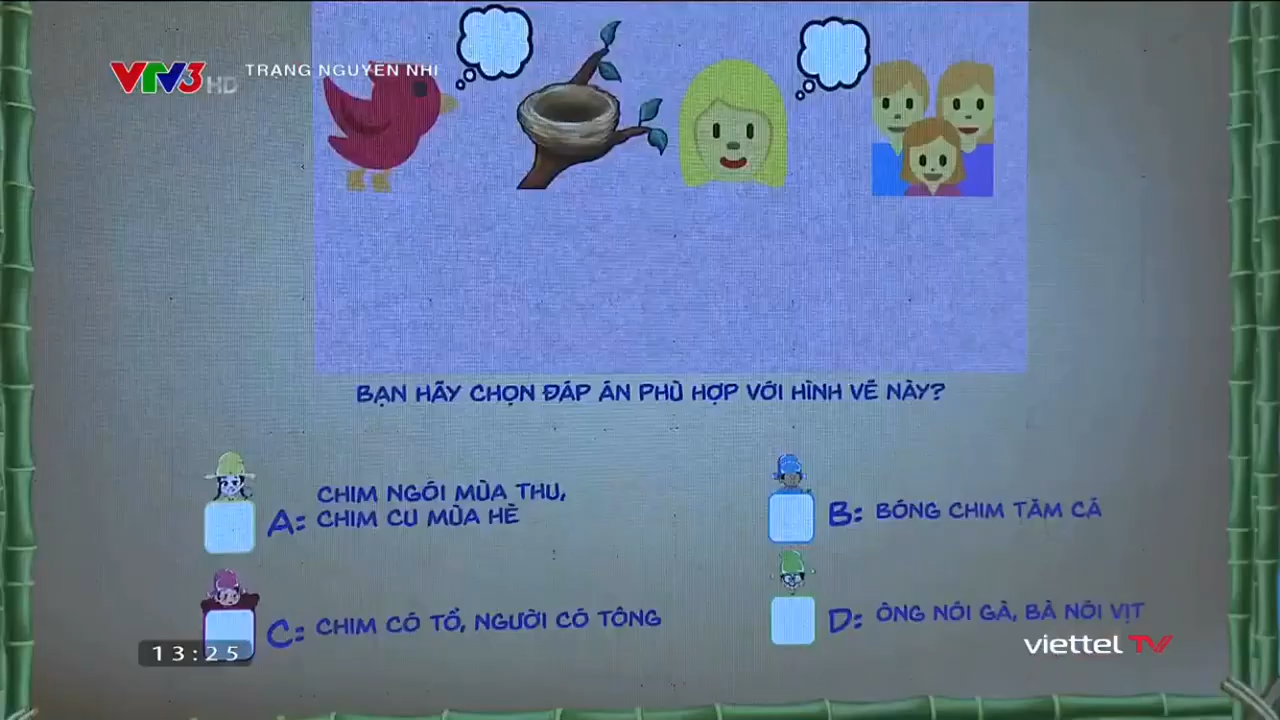 VTV3 HD
TRẠNG NGUYÊN NHÍ
BẠN HÃY CHỌN ĐÁP ÁN PHÙ HỢP VỚI HÌNH VẼ NÀY?
A: CHIM NGÓI MÙA THU,
CHIM CU MÙA HÈ
B: BÓNG CHIM TĂM CÁ
C: CHIM CÓ TỔ, NGƯỜI CÓ TÔNG
D: ÔNG NÓI GÀ, BÀ NÓI VỊT
13:25
viettel TV